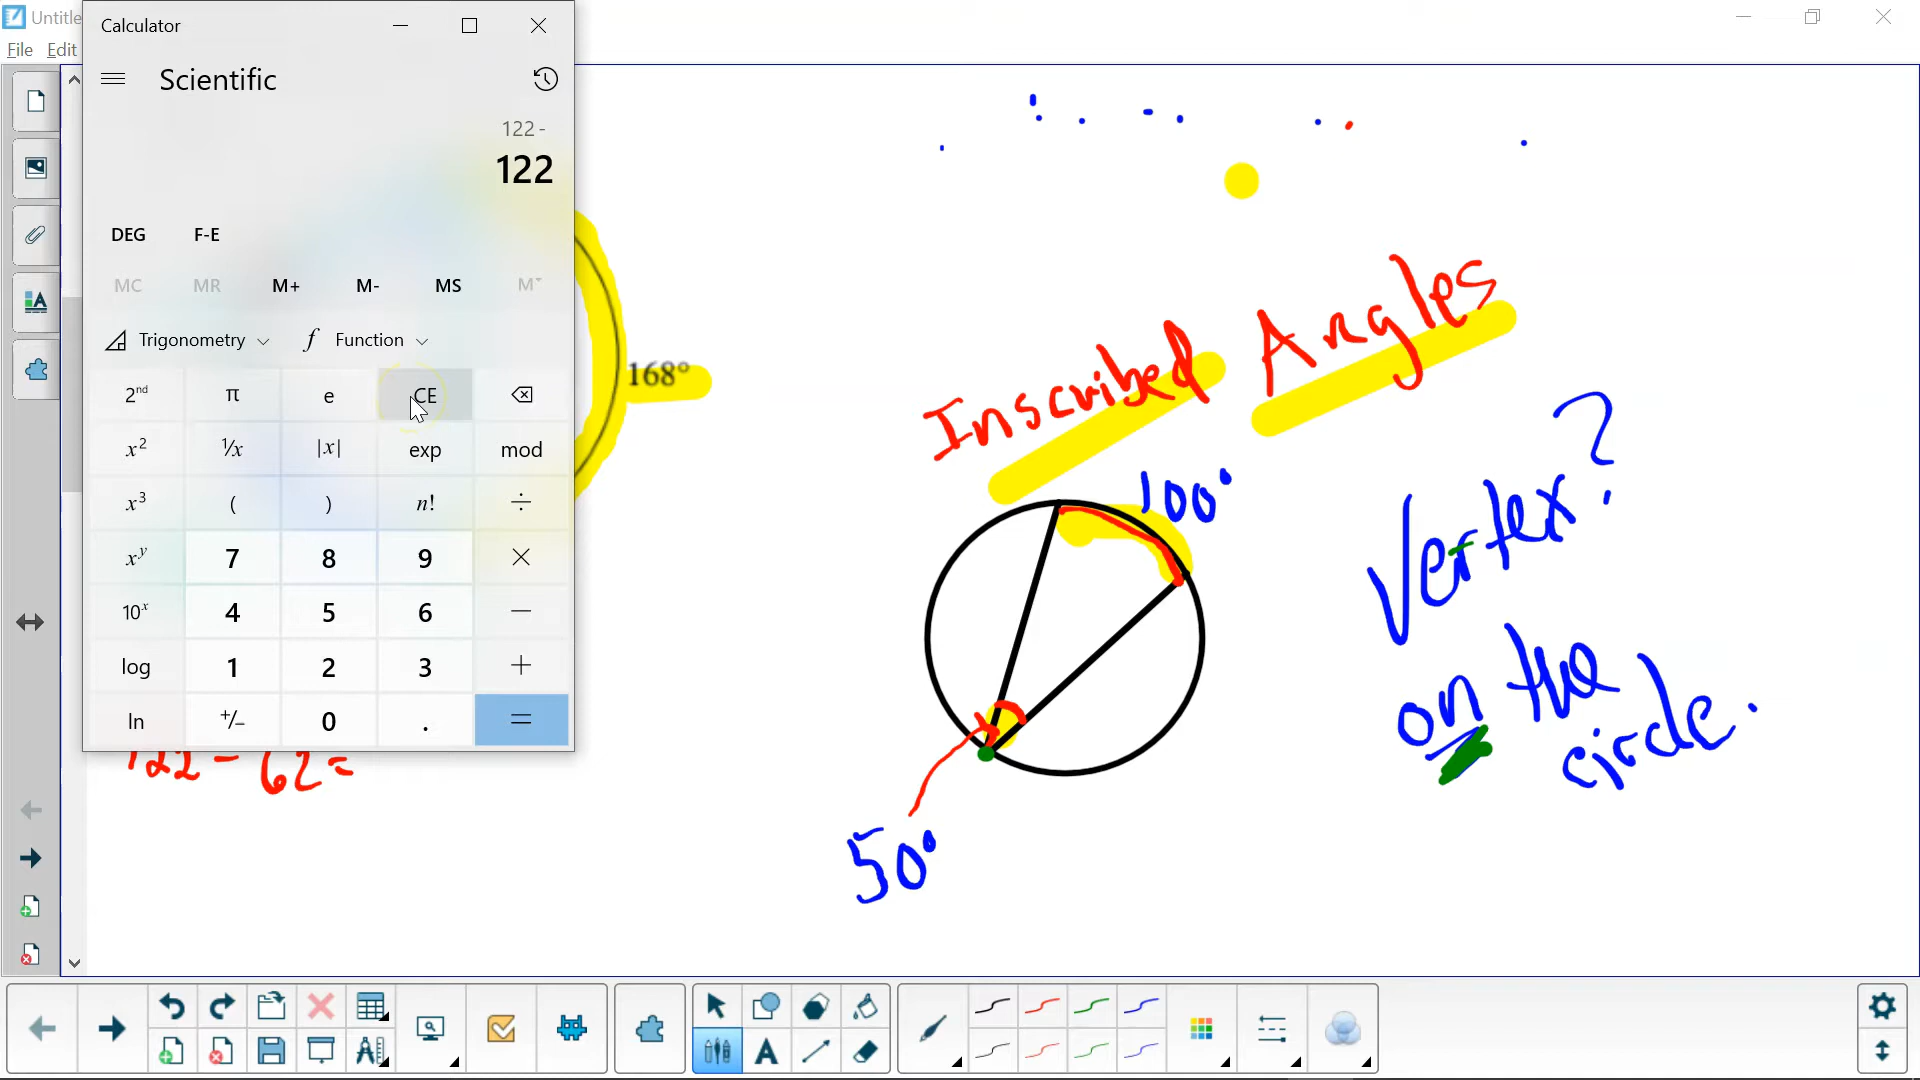 Untitle
File Edit
Calculator
Scientific
122 -
122
DEG F-E
MC MR M+ M- MS M˅
Trigonometry f Function
2ⁿᵈ π e CE
x² ¹/x |x| exp mod
x³ ( ) n! ÷
xʸ 7 8 9 ×
10ˣ 4 5 6 −
log 1 2 3 +
ln +/− 0 . =
122 - 62 =
168°
Inscribed Angles
100°
50°
Vertex?
on the
circle.
A